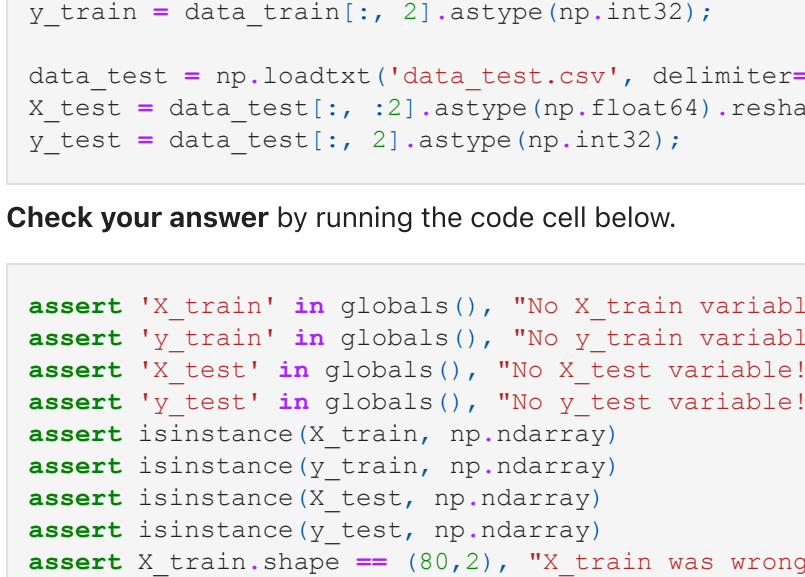 y_train = data_train[:, 2].astype(np.int32);
data_test = np.loadtxt('data_test.csv', delimiter=
X_test = data_test[:, :2].astype(np.float64).resha
y_test = data_test[:, 2].astype(np.int32);
Check your answer by running the code cell below.
assert 'X_train' in globals(), "No X_train variabl
assert 'y_train' in globals(), "No y_train variabl
assert 'X_test' in globals(), "No X_test variable!
assert 'y_test' in globals(), "No y_test variable!
assert isinstance(X_train, np.ndarray)
assert isinstance(y_train, np.ndarray)
assert isinstance(X_test, np.ndarray)
assert isinstance(y_test, np.ndarray)
assert X_train.shape == (80,2), "X_train was wrong